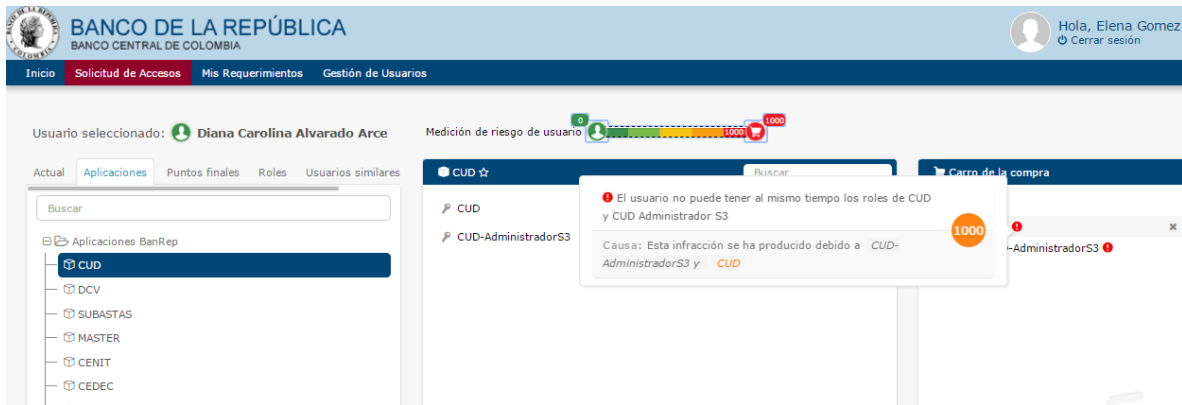 BANCO DE LA REPÚBLICA
BANCO CENTRAL DE COLOMBIA
Hola, Elena Gomez
Cerrar sesión
Inicio Solicitud de Accesos Mis Requerimientos Gestión de Usuarios
Usuario seleccionado: Diana Carolina Alvarado Arce
Medición de riesgo de usuario 0 1000 1000
Actual Aplicaciones Puntos finales Roles Usuarios similares
CUD
Buscar
Carro de la compra
Buscar
Aplicaciones BanRep
CUD
DCV
SUBASTAS
MASTER
CENIT
CEDEC
CUD
CUD-AdministradorS3
El usuario no puede tener al mismo tiempo los roles de CUD
y CUD Administrador S3
1000
Causa: Esta infracción se ha producido debido a CUD-
AdministradorS3 y CUD
-AdministradorS3